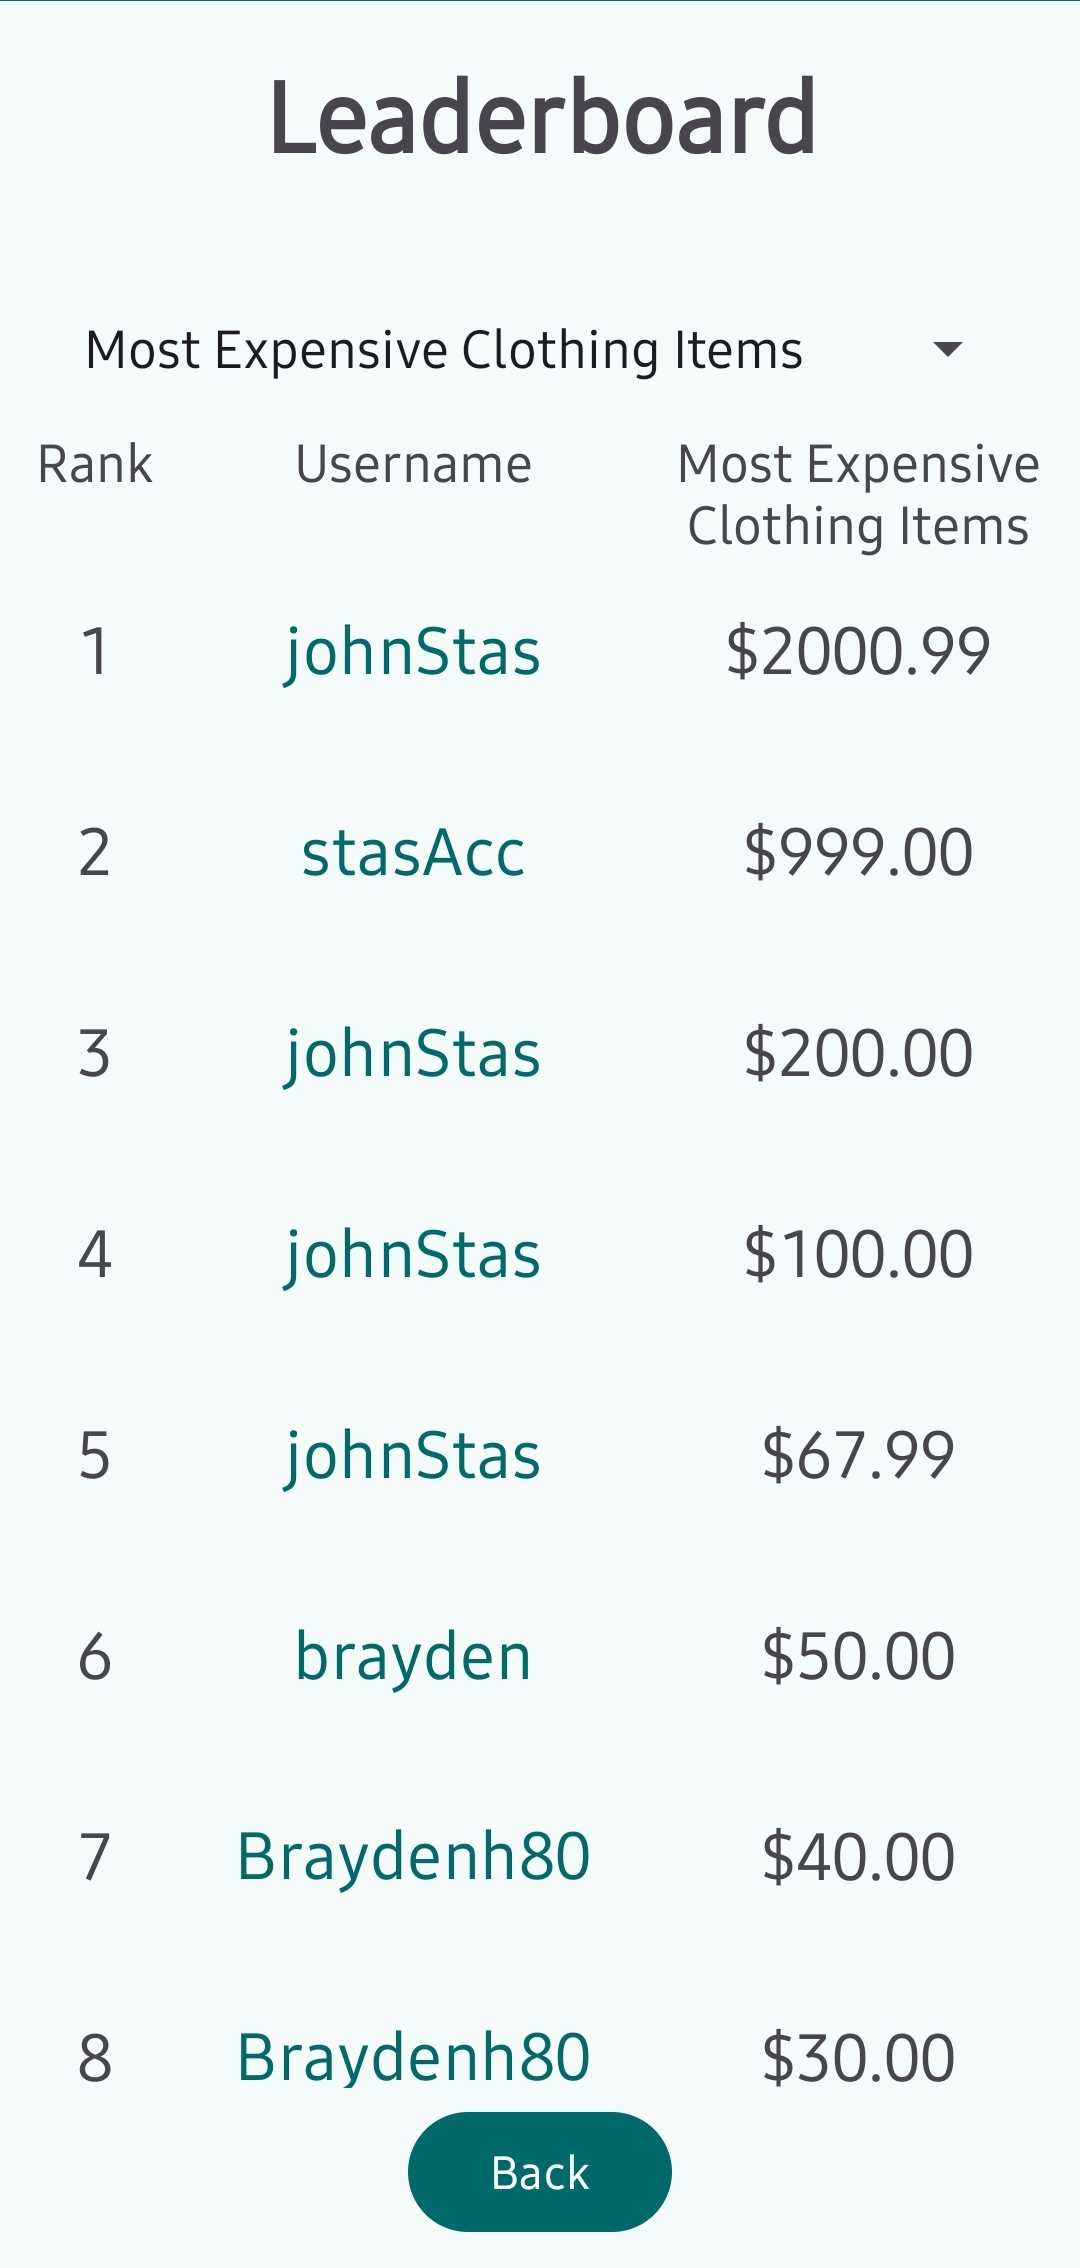 Leaderboard
Most Expensive Clothing Items
Rank Username Most Expensive
Clothing Items
1 johnStas $2000.99
2 stasAcc $999.00
3 johnStas $200.00
4 johnStas $100.00
5 johnStas $67.99
6 brayden $50.00
7 Braydenh80 $40.00
8 Braydenh80 $30.00
Back